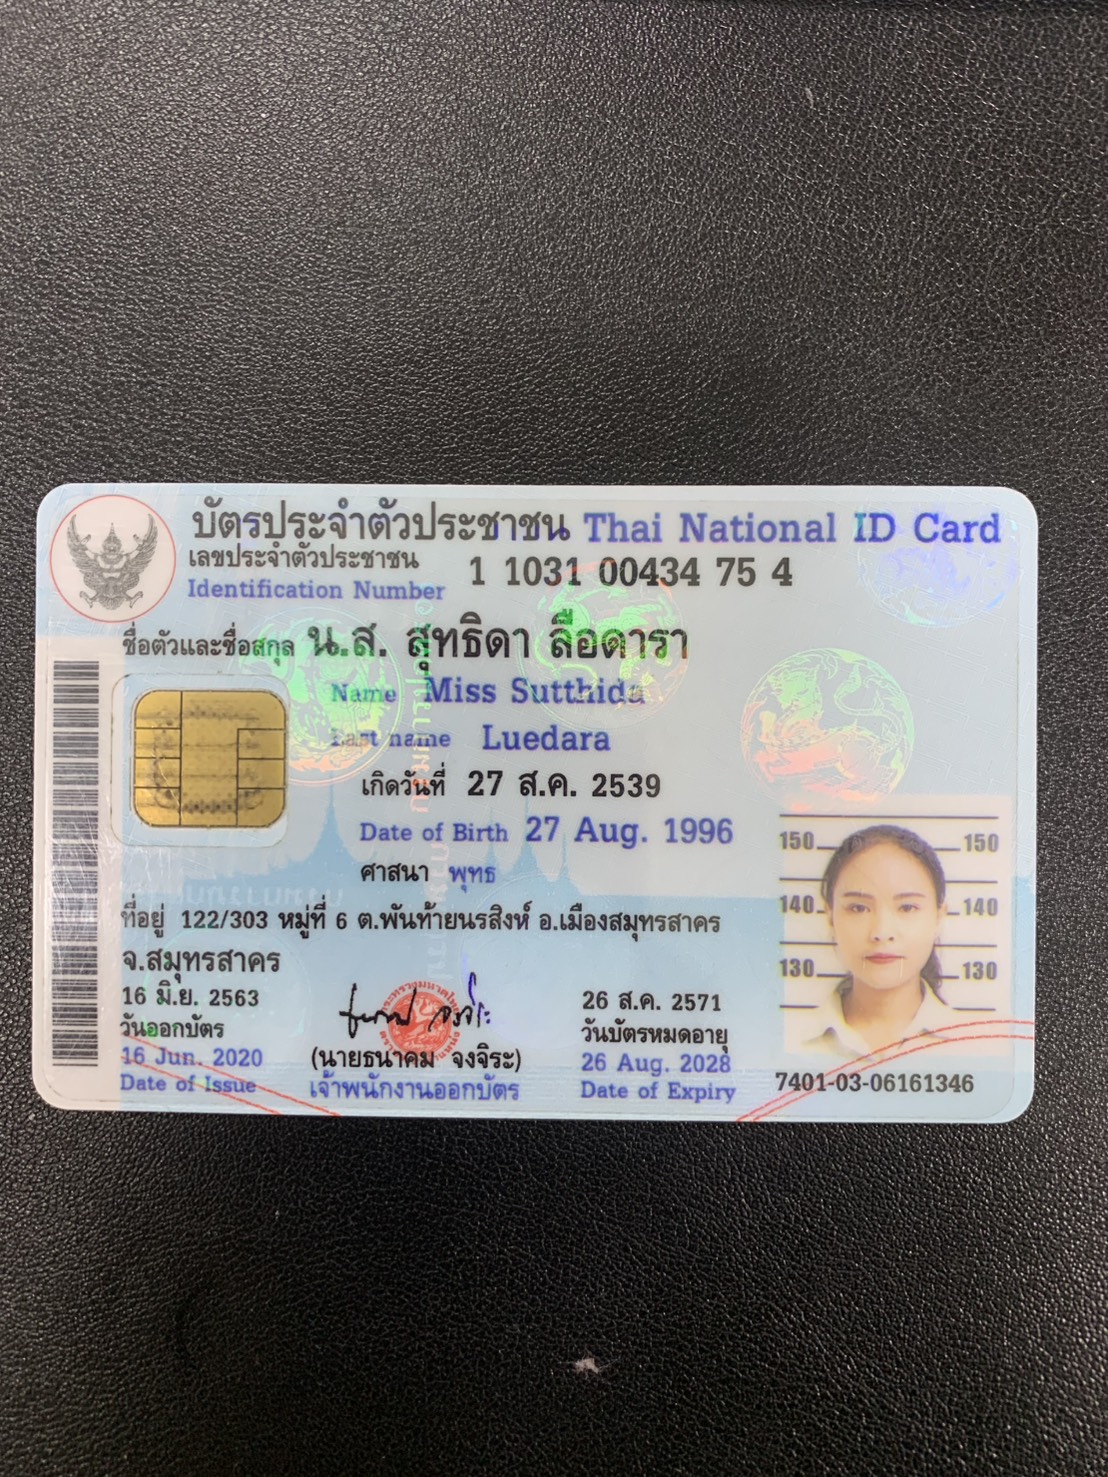 บัตรประจำตัวประชาชน Thai National ID Card
เลขประจำตัวประชาชน
Identification Number
1 1031 00434 75 4
ชื่อตัวและชื่อสกุล น.ส. สุทธิดา ลือดารา
Name Miss Sutthida
Last name Luedara
เกิดวันที่ 27 ส.ค. 2539
Date of Birth 27 Aug. 1996
ศาสนา พุทธ
ที่อยู่ 122/303 หมู่ที่ 6 ต.พันท้ายนรสิงห์ อ.เมืองสมุทรสาคร
จ.สมุทรสาคร
16 มิ.ย. 2563
วันออกบัตร
16 Jun. 2020
Date of Issue
(นายธนาคม จงจิระ)
เจ้าพนักงานออกบัตร
26 ส.ค. 2571
วันบัตรหมดอายุ
26 Aug. 2028
Date of Expiry
150 150
140 140
130 130
7401-03-06161346